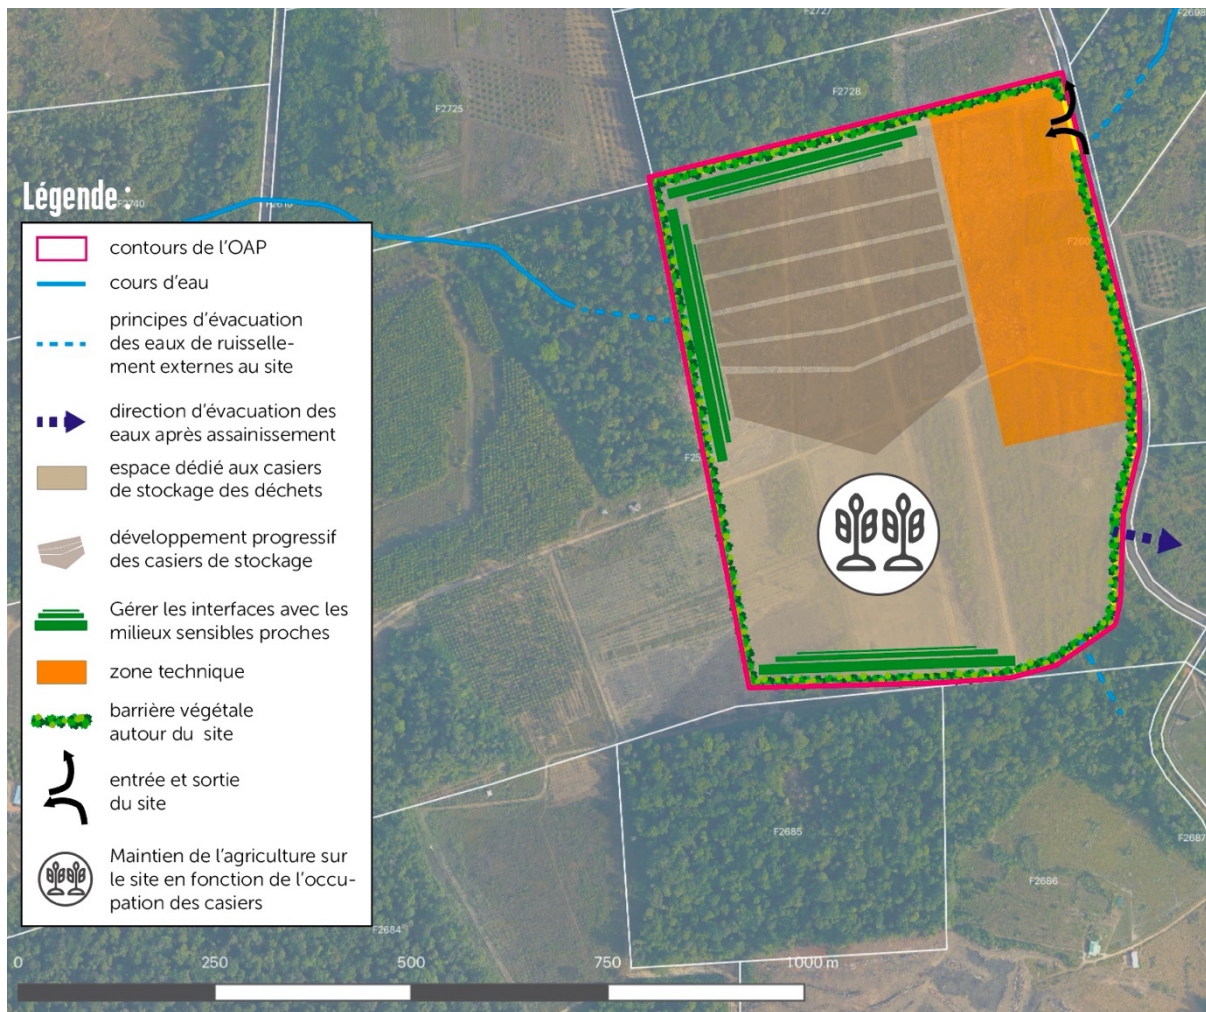 F2727
F2698
F2725
F2728
Légende :
F2740
F2610
contours de l’OAP
cours d’eau
principes d’évacuation
des eaux de ruisselle-
ment externes au site
direction d’évacuation des
eaux après assainissement
espace dédié aux casiers
de stockage des déchets
développement progressif
des casiers de stockage
Gérer les interfaces avec les
milieux sensibles proches
zone technique
barrière végétale
autour du site
entrée et sortie
du site
Maintien de l’agriculture sur
le site en fonction de l’occu-
pation des casiers
F2685
F2687
F2686
F2684
0
250
500
750
1000 m